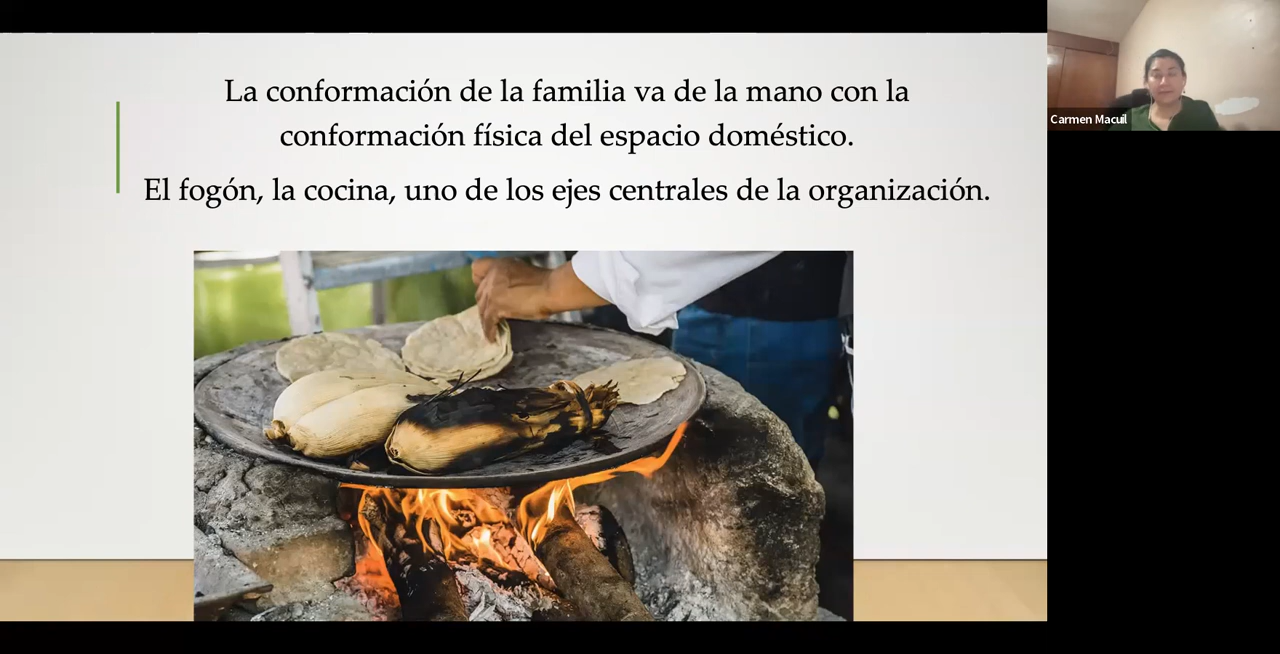 La conformación de la familia va de la mano con la
conformación física del espacio doméstico.
El fogón, la cocina, uno de los ejes centrales de la organización.
Carmen Macuil